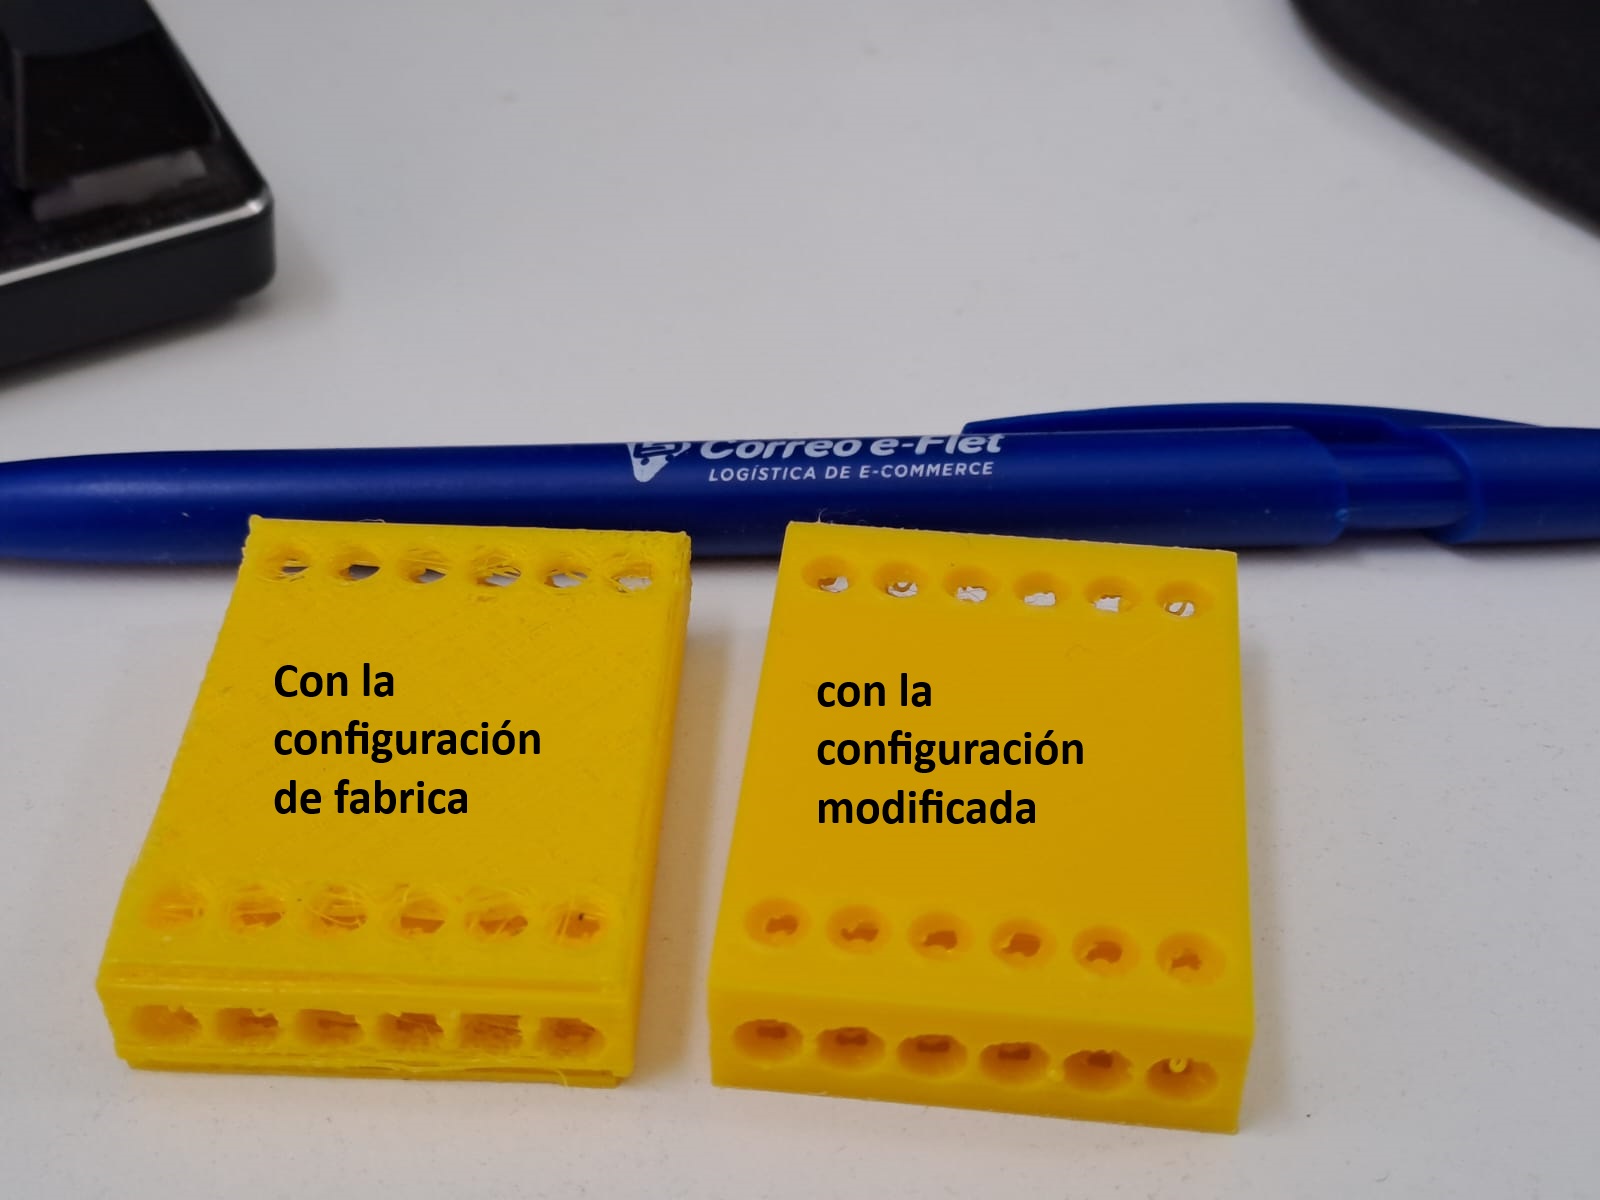 Correo e-Flet
LOGÍSTICA DE E-COMMERCE
Con la
configuración
de fabrica
con la
configuración
modificada